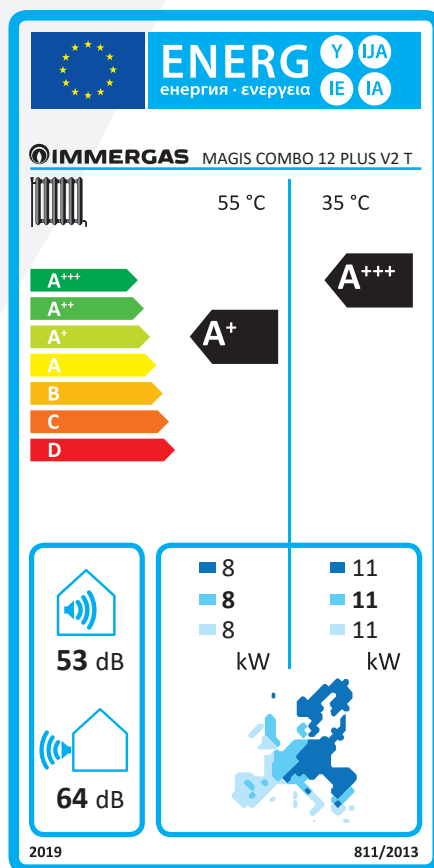 ENERG Y IJA
енергия · ενεργεια IE IA
IMMERGAS MAGIS COMBO 12 PLUS V2 T
55 °C 35 °C
A+++
A++
A+
A
B
C
D
A+
A+++
8 11
8 11
8 11
kW kW
53 dB
64 dB
2019 811/2013